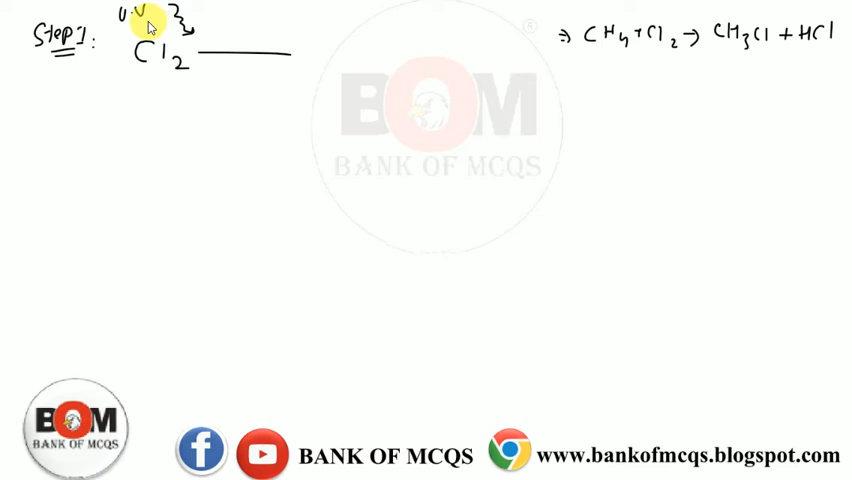 U.V
Step 1:
Cl2
⇒ CH4 + Cl2 → CH3Cl + HCl
®
BOM
BANK OF MCQS
BOM
BANK OF MCQS
f
BANK OF MCQS
www.bankofmcqs.blogspot.com